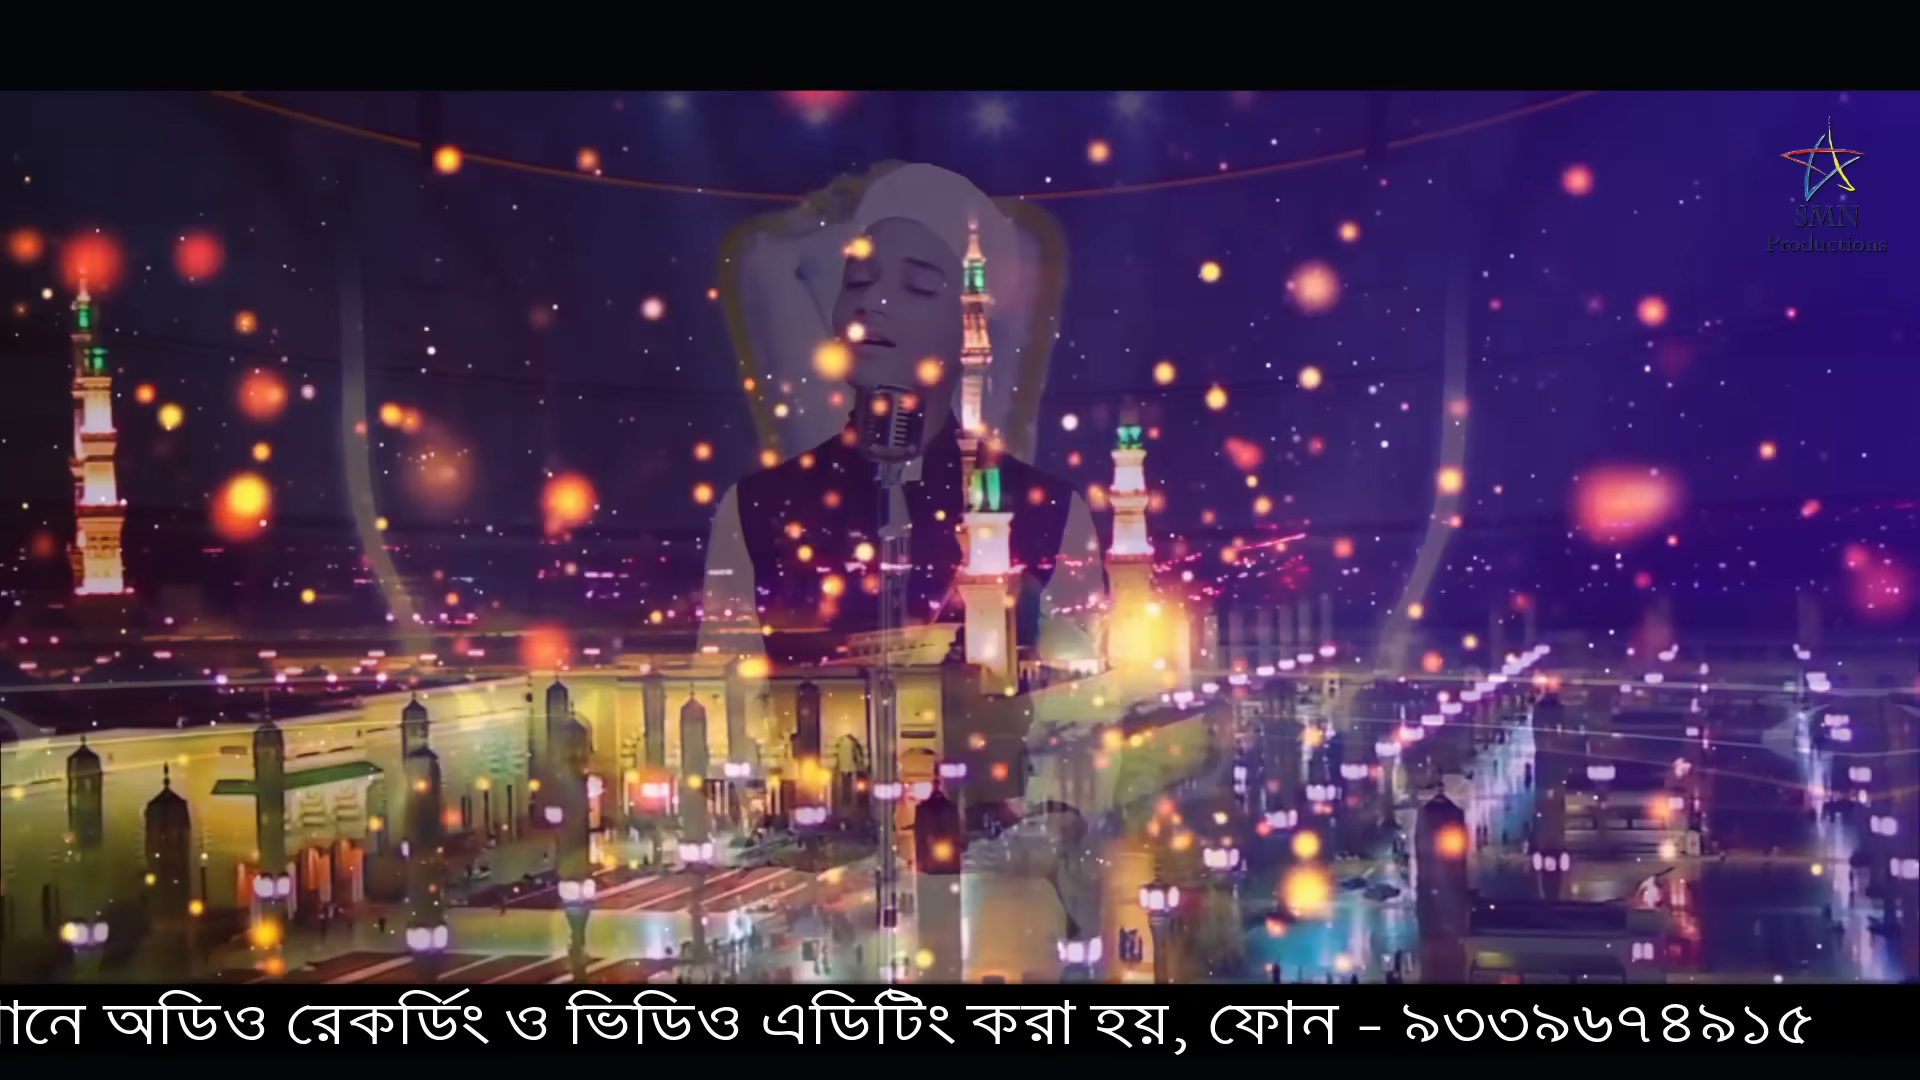 SMN
Productions
অডিও রেকর্ডিং ও ভিডিও এডিটিং করা হয়, ফোন - ৯৩৩৯৬৭৪৯১৫